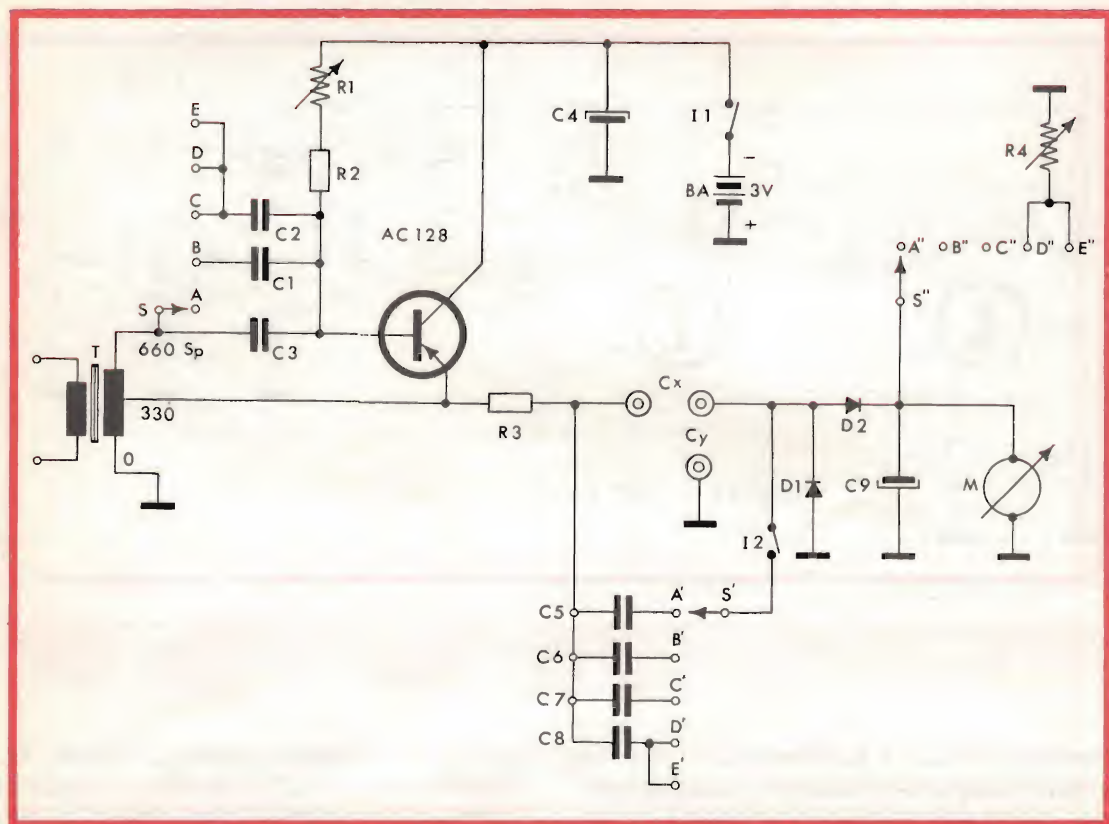 E
D
C
B
S
A
660 Sp
T
330
0
R1
R2
C2
C1
C3
AC 128
R3
C4
I1
BA
-
3V
+
R4
A" B" C" D" E"
S"
Cx
Cy
D2
D1
C9
M
I2
C5
A'
S'
C6
B'
C7
C'
C8
D'
E'